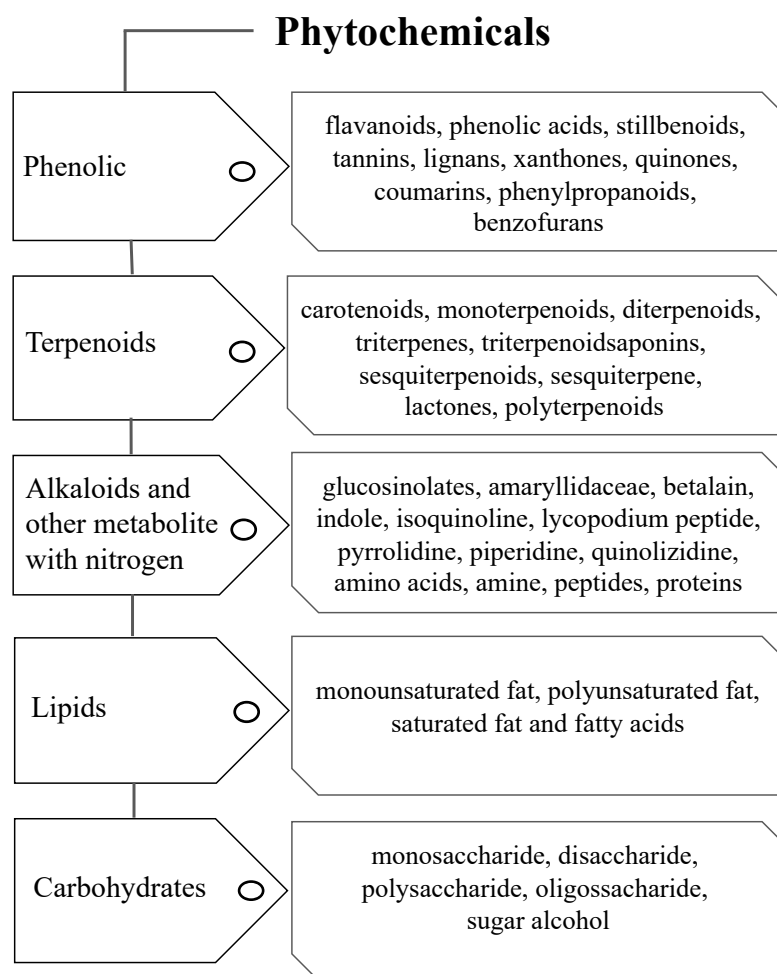 Phytochemicals
Phenolic
flavanoids, phenolic acids, stillbenoids,
tannins, lignans, xanthones, quinones,
coumarins, phenylpropanoids,
benzofurans
Terpenoids
carotenoids, monoterpenoids, diterpenoids,
triterpenes, triterpenoidsaponins,
sesquiterpenoids, sesquiterpene,
lactones, polyterpenoids
Alkaloids and
other metabolite
with nitrogen
glucosinolates, amaryllidaceae, betalain,
indole, isoquinoline, lycopodium peptide,
pyrrolidine, piperidine, quinolizidine,
amino acids, amine, peptides, proteins
Lipids
monounsaturated fat, polyunsaturated fat,
saturated fat and fatty acids
Carbohydrates
monosaccharide, disaccharide,
polysaccharide, oligossacharide,
sugar alcohol